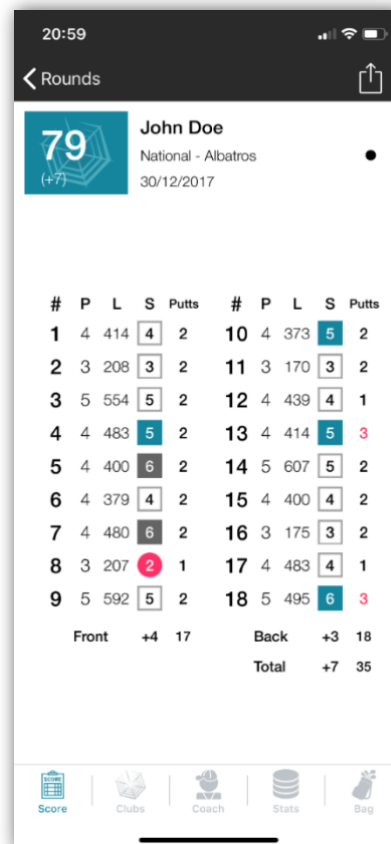 20:59
Rounds
79
(+7)
John Doe
National - Albatros
30/12/2017
# P L S Putts # P L S Putts
1 4 414 4 2 10 4 373 5 2
2 3 208 3 2 11 3 170 3 2
3 5 554 5 2 12 4 439 4 1
4 4 483 5 2 13 4 414 5 3
5 4 400 6 2 14 5 607 5 2
6 4 379 4 2 15 4 400 4 2
7 4 480 6 2 16 3 175 3 2
8 3 207 2 1 17 4 483 4 1
9 5 592 5 2 18 5 495 6 3
Front +4 17 Back +3 18
Total +7 35
SCORE
Score Clubs Coach Stats Bag